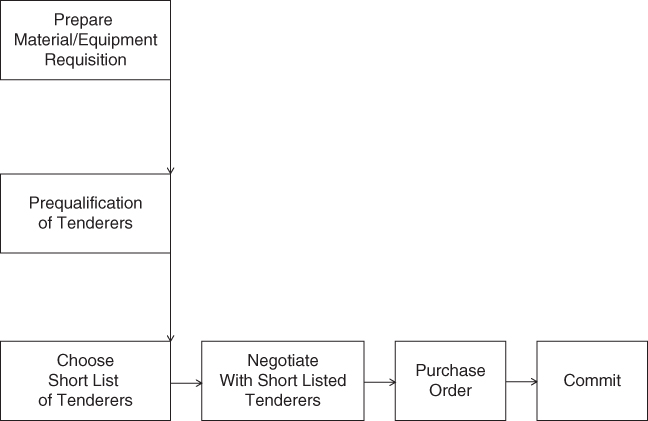 Prepare
Material/Equipment
Requisition
Prequalification
of Tenderers
Choose
Short List
of Tenderers
Negotiate
With Short Listed
Tenderers
Purchase
Order
Commit